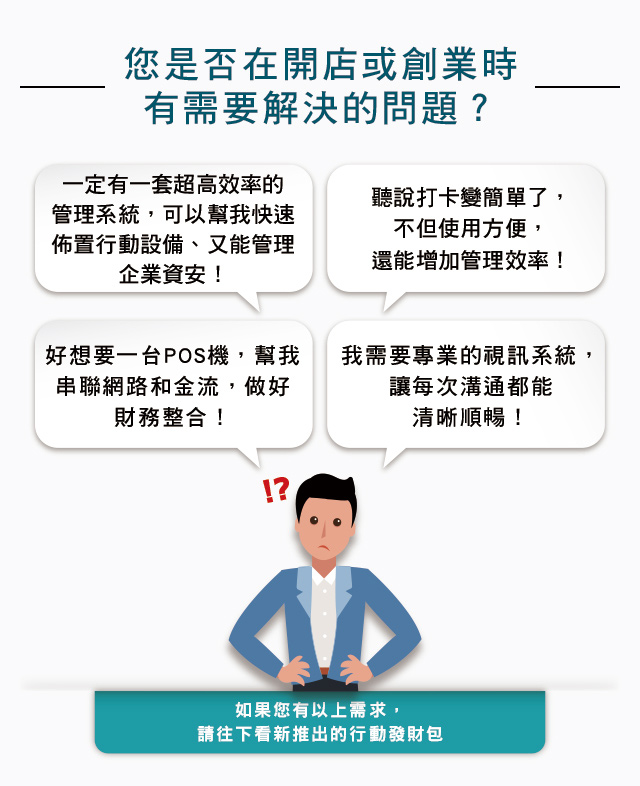 您是否在開店或創業時
有需要解決的問題？
一定有一套超高效率的
管理系統，可以幫我快速
佈置行動設備、又能管理
企業資安！
聽說打卡變簡單了，
不但使用方便，
還能增加管理效率！
好想要一台POS機，幫我
串聯網路和金流，做好
財務整合！
我需要專業的視訊系統，
讓每次溝通都能
清晰順暢！
!?
如果您有以上需求，
請往下看新推出的行動發財包